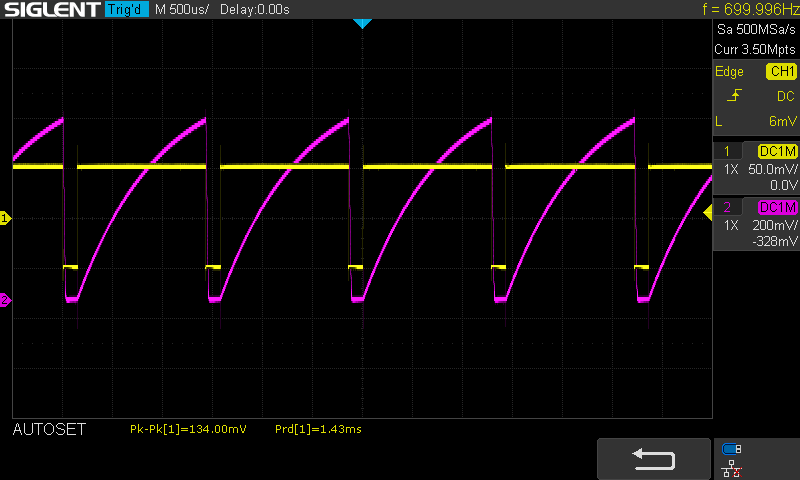 SIGLENT Trig'd M 500us/ Delay:0.00s f = 699.996Hz
Sa 500MSa/s
Curr 3.50Mpts
Edge CH1
DC
L 6mV
1 DC1M
1X 50.0mV/
0.0V
2 DC1M
1X 200mV/
-328mV
1
2
AUTOSET Pk-Pk[1]=134.00mV Prd[1]=1.43ms